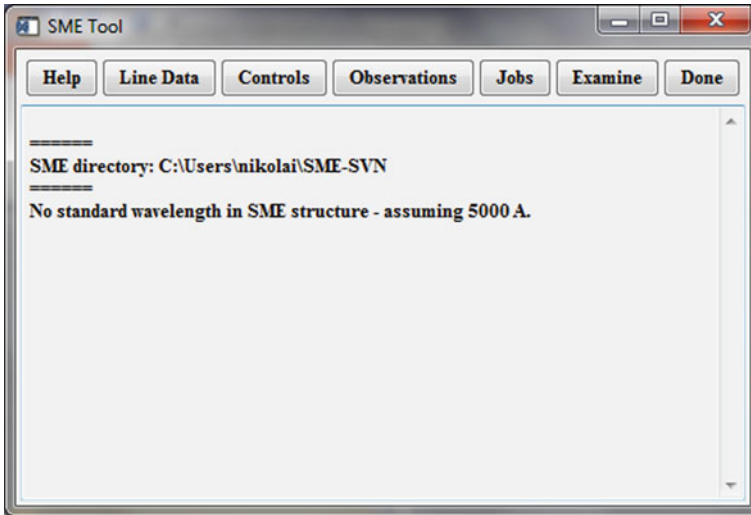 SME Tool
Help Line Data Controls Observations Jobs Examine Done
======
SME directory: C:\Users\nikolai\SME-SVN
======
No standard wavelength in SME structure - assuming 5000 A.